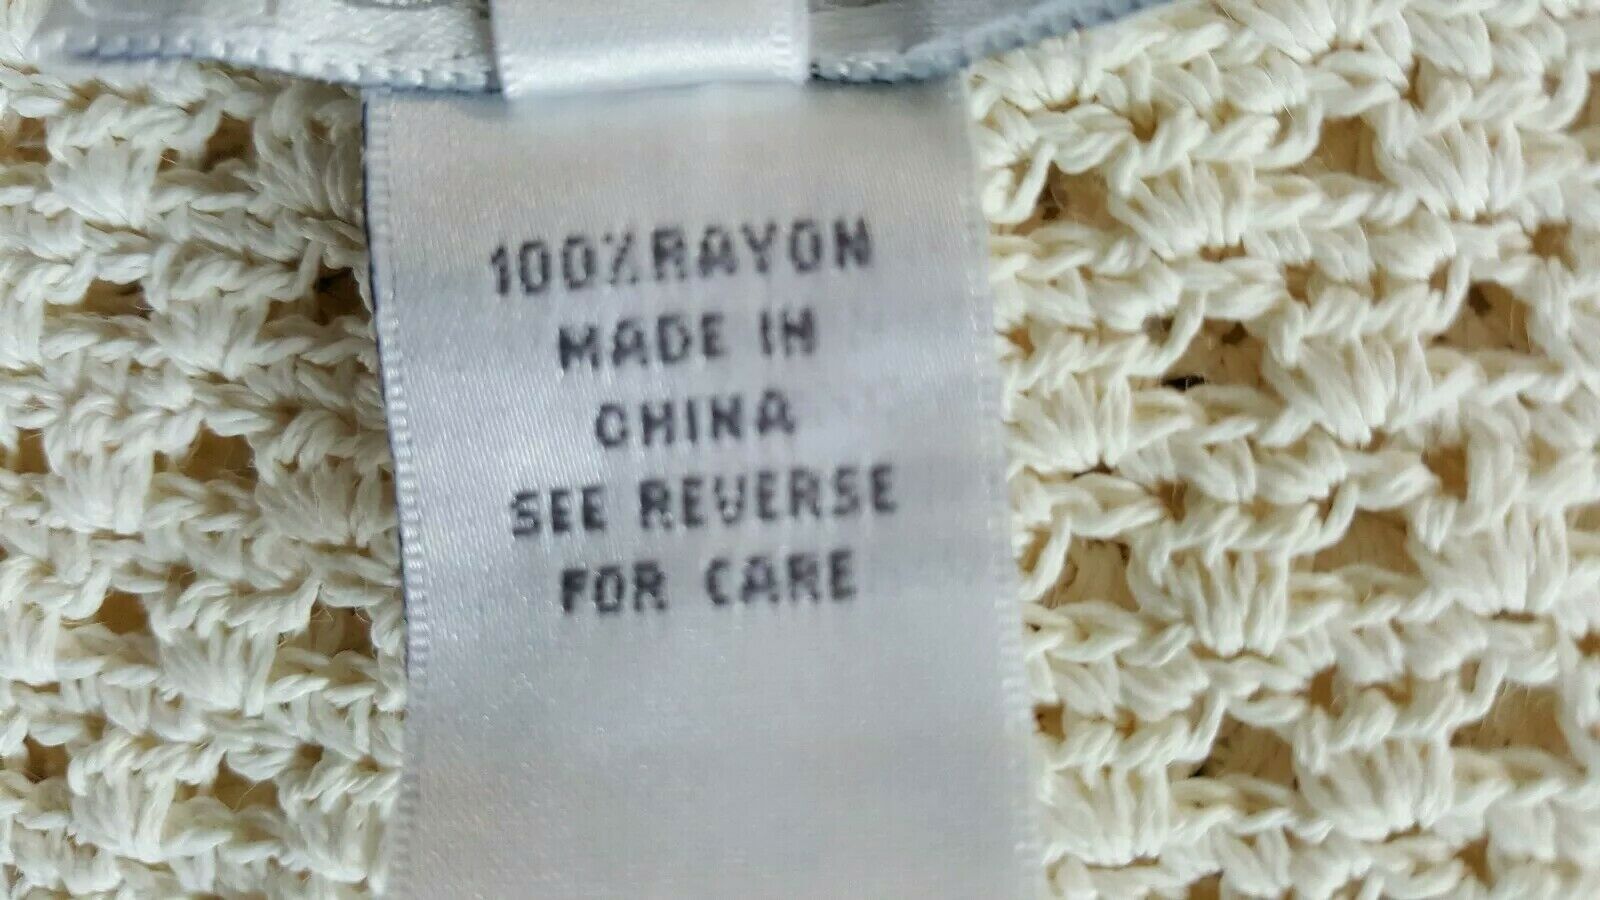 100%RAYON
MADE IN
CHINA
SEE REVERSE
FOR CARE